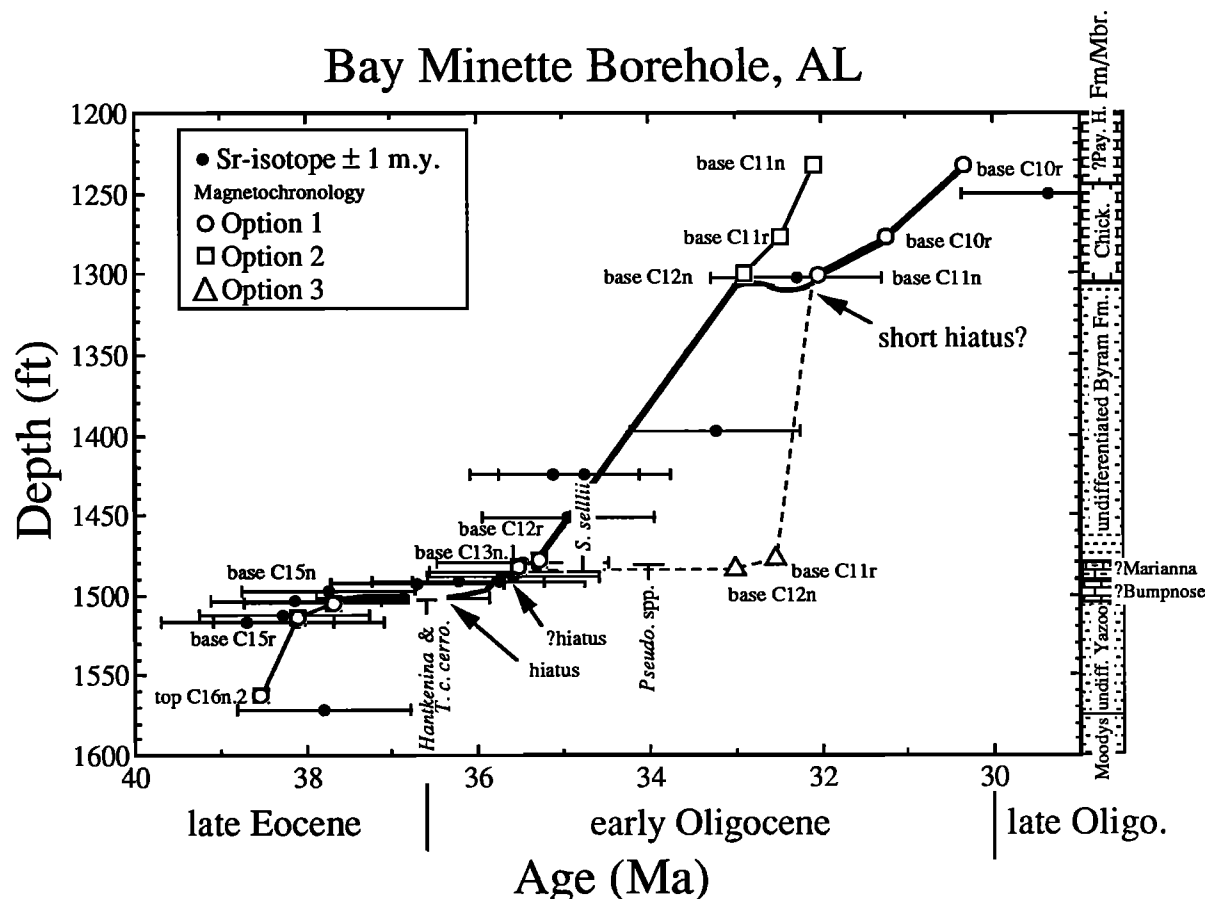 Bay Minette Borehole, AL
Sr-isotope ± 1 m.y.
Magnetochronology
Option 1
Option 2
Option 3
Depth (ft)
1200
1250
1300
1350
1400
1450
1500
1550
1600
base C11n
base C10r
base C11r
base C10r
base C12n
base C11n
short hiatus?
S. sellii
base C12r
base C13n.1
base C15n
base C11r
base C12n
?hiatus
hiatus
Pseudo. spp.
base C15r
Hantkenina &
T. c. cerro.
top C16n.2
40
38
36
34
32
30
late Eocene
early Oligocene
late Oligo.
Age (Ma)
?Pay. H. Fm/Mbr.
Chick.
undifferentiated Byram Fm.
?Marianna
?Bumpnose
Moodys
undiff. Yazoo